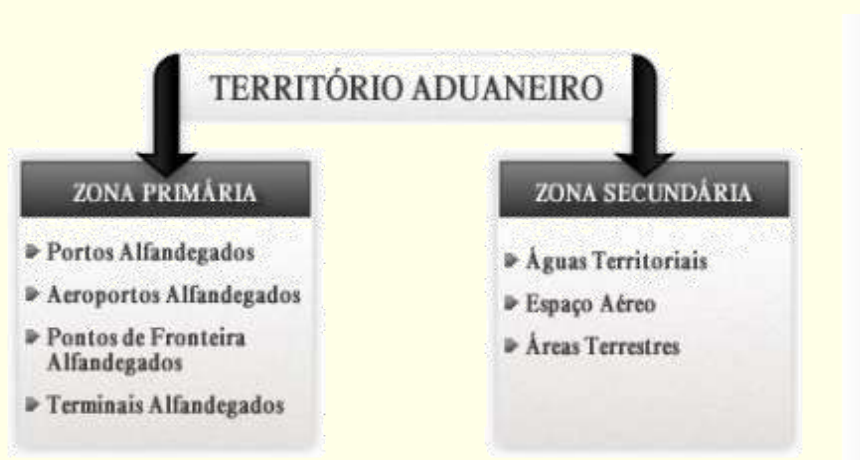 TERRITÓRIO ADUANEIRO
ZONA PRIMÁRIA
Portos Alfandegados
Aeroportos Alfandegados
Pontos de Fronteira
Alfandegados
Terminais Alfandegados
ZONA SECUNDÁRIA
Águas Territoriais
Espaço Aéreo
Áreas Terrestres